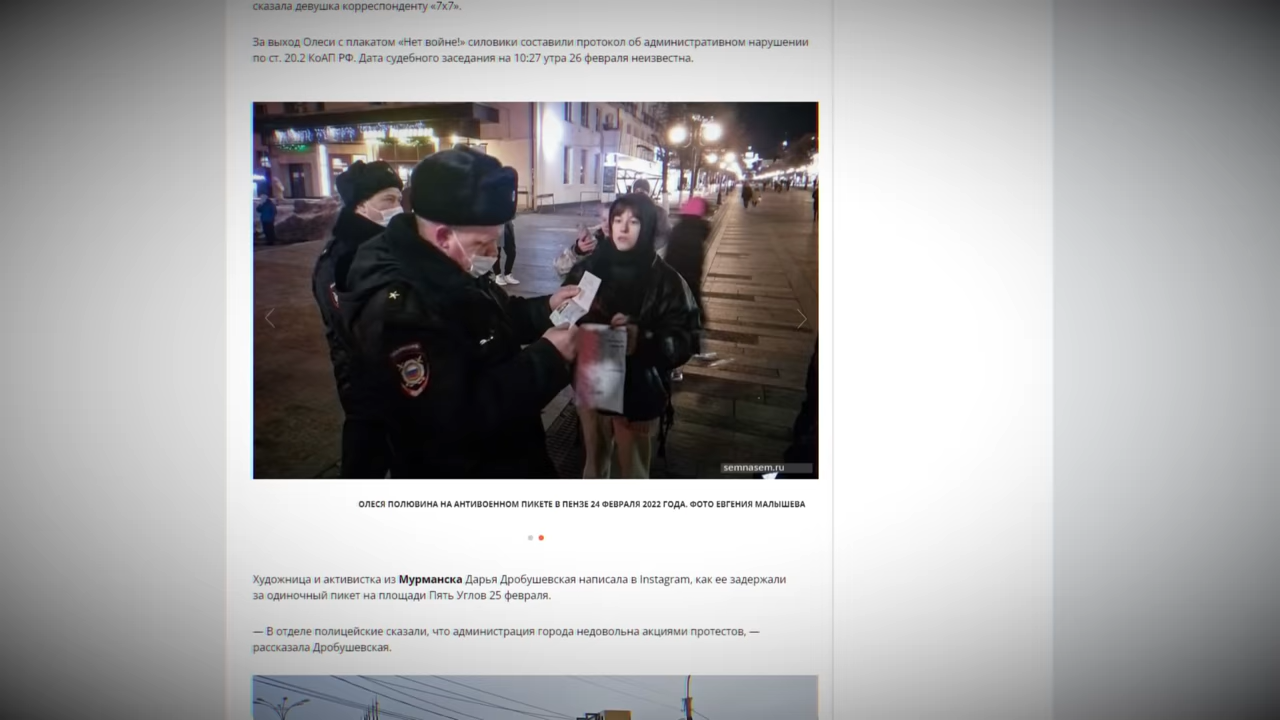 сказала девушка корреспонденту «7x7».
За выход Олеси с плакатом «Нет войне!» силовики составили протокол об административном нарушении
по ст. 20.2 КоАП РФ. Дата судебного заседания на 10:27 утра 26 февраля неизвестна.
semnasem.ru
ОЛЕСЯ ПОЛЮВИНА НА АНТИВОЕННОМ ПИКЕТЕ В ПЕНЗЕ 24 ФЕВРАЛЯ 2022 ГОДА. ФОТО ЕВГЕНИЯ МАЛЫШЕВА
Художница и активистка из Мурманска Дарья Дробушевская написала в Instagram, как ее задержали
за одиночный пикет на площади Пять Углов 25 февраля.
— В отделе полицейские сказали, что администрация города недовольна акциями протестов, —
рассказала Дробушевская.